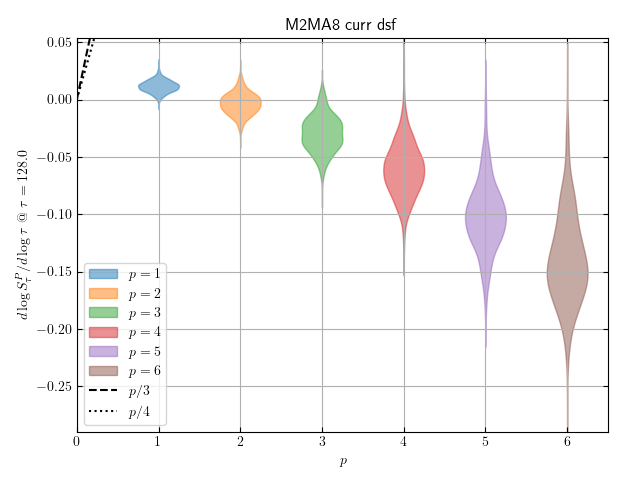 M2MA8 curr dsf
0.05
0.00
−0.05
−0.10
−0.15
−0.20
−0.25
d log S_τ^P/d log τ @ τ = 128.0
p = 1
p = 2
p = 3
p = 4
p = 5
p = 6
p/3
p/4
0 1 2 3 4 5 6
p